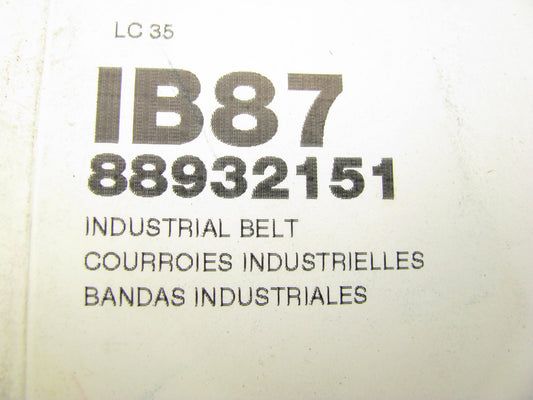 LC 35
IB87
88932151
INDUSTRIAL BELT
COURROIES INDUSTRIELLES
BANDAS INDUSTRIALES